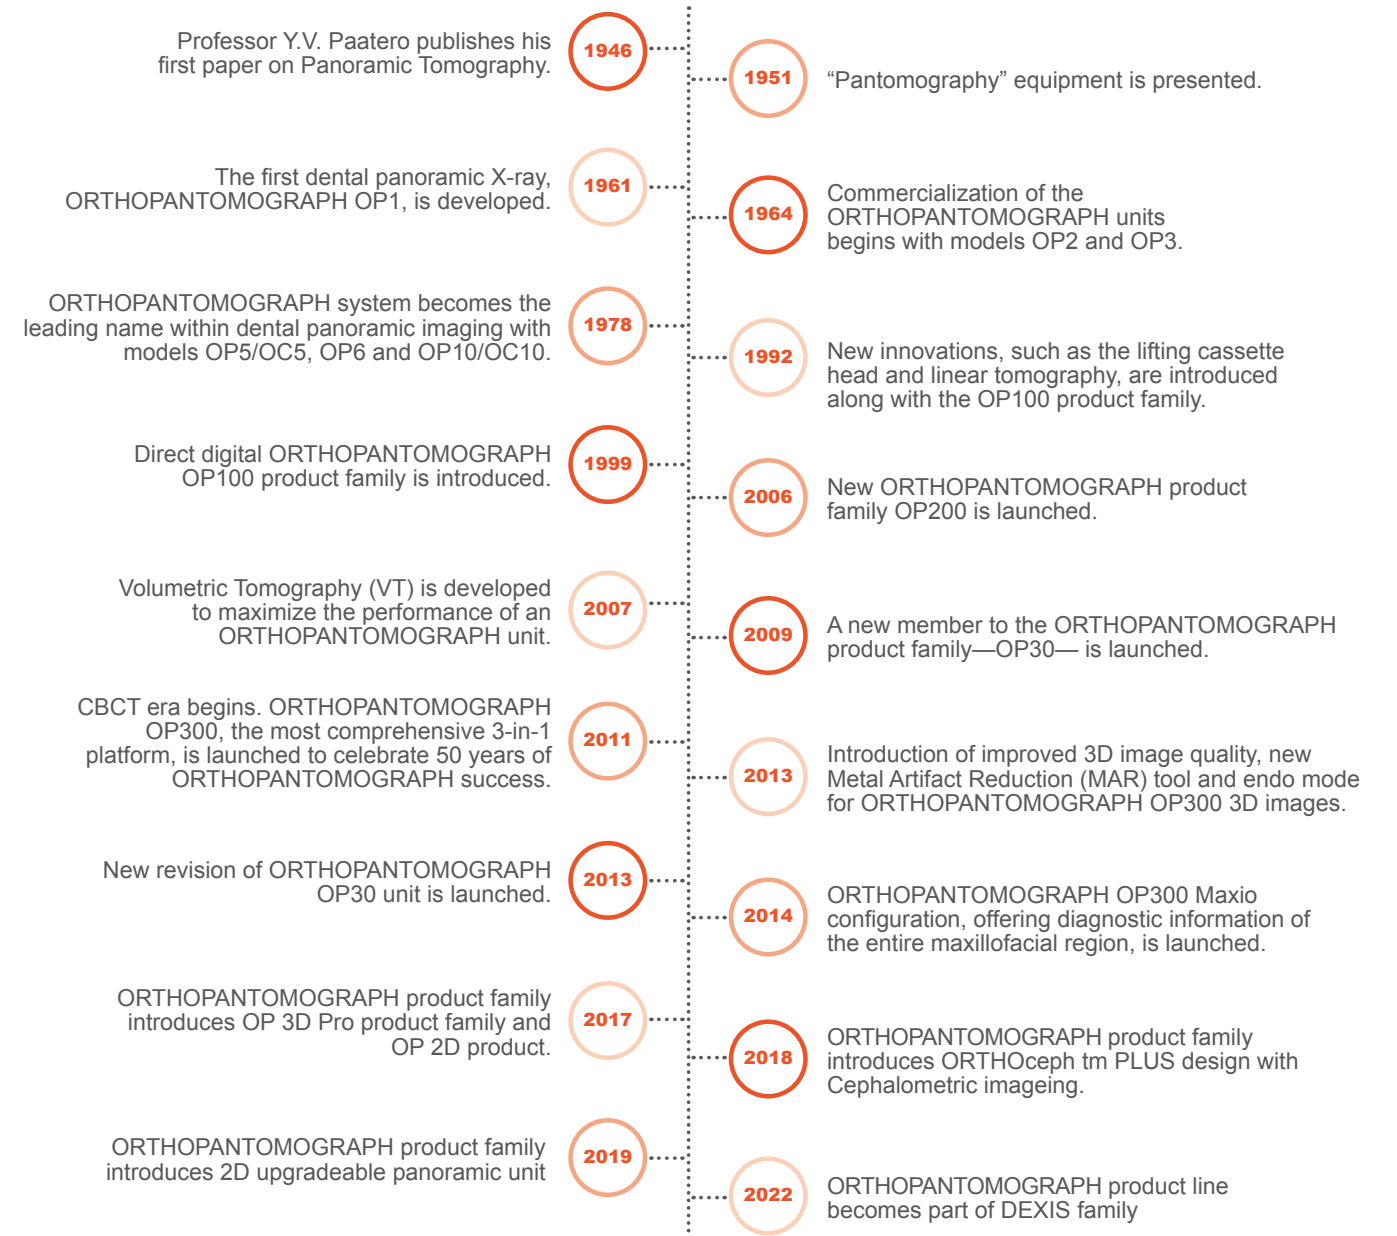 Professor Y.V. Paatero publishes his
first paper on Panoramic Tomography.
1946
1951
“Pantomography” equipment is presented.
The first dental panoramic X-ray,
ORTHOPANTOMOGRAPH OP1, is developed.
1961
1964
Commercialization of the
ORTHOPANTOMOGRAPH units
begins with models OP2 and OP3.
ORTHOPANTOMOGRAPH system becomes the
leading name within dental panoramic imaging with
models OP5/OC5, OP6 and OP10/OC10.
1978
1992
New innovations, such as the lifting cassette
head and linear tomography, are introduced
along with the OP100 product family.
Direct digital ORTHOPANTOMOGRAPH
OP100 product family is introduced.
1999
2006
New ORTHOPANTOMOGRAPH product
family OP200 is launched.
Volumetric Tomography (VT) is developed
to maximize the performance of an
ORTHOPANTOMOGRAPH unit.
2007
2009
A new member to the ORTHOPANTOMOGRAPH
product family—OP30— is launched.
CBCT era begins. ORTHOPANTOMOGRAPH
OP300, the most comprehensive 3-in-1
platform, is launched to celebrate 50 years of
ORTHOPANTOMOGRAPH success.
2011
2013
Introduction of improved 3D image quality, new
Metal Artifact Reduction (MAR) tool and endo mode
for ORTHOPANTOMOGRAPH OP300 3D images.
New revision of ORTHOPANTOMOGRAPH
OP30 unit is launched.
2013
2014
ORTHOPANTOMOGRAPH OP300 Maxio
configuration, offering diagnostic information of
the entire maxillofacial region, is launched.
ORTHOPANTOMOGRAPH product family
introduces OP 3D Pro product family and
OP 2D product.
2017
2018
ORTHOPANTOMOGRAPH product family
introduces ORTHOceph tm PLUS design with
Cephalometric imageing.
ORTHOPANTOMOGRAPH product family
introduces 2D upgradeable panoramic unit
2019
2022
ORTHOPANTOMOGRAPH product line
becomes part of DEXIS family